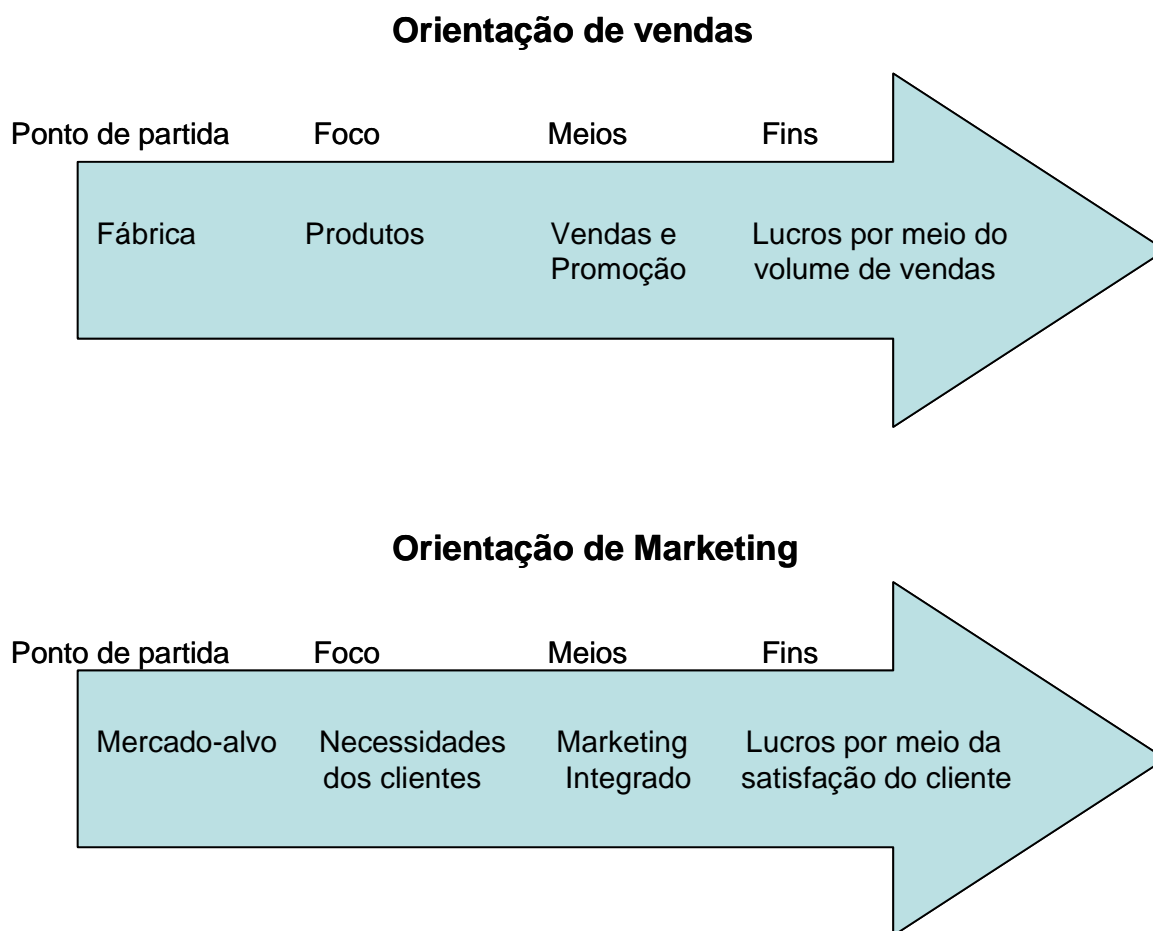 Orientação de vendas
Ponto de partida Foco Meios Fins
Fábrica Produtos Vendas e Lucros por meio do
Promoção volume de vendas
Orientação de Marketing
Ponto de partida Foco Meios Fins
Mercado-alvo Necessidades Marketing Lucros por meio da
dos clientes Integrado satisfação do cliente